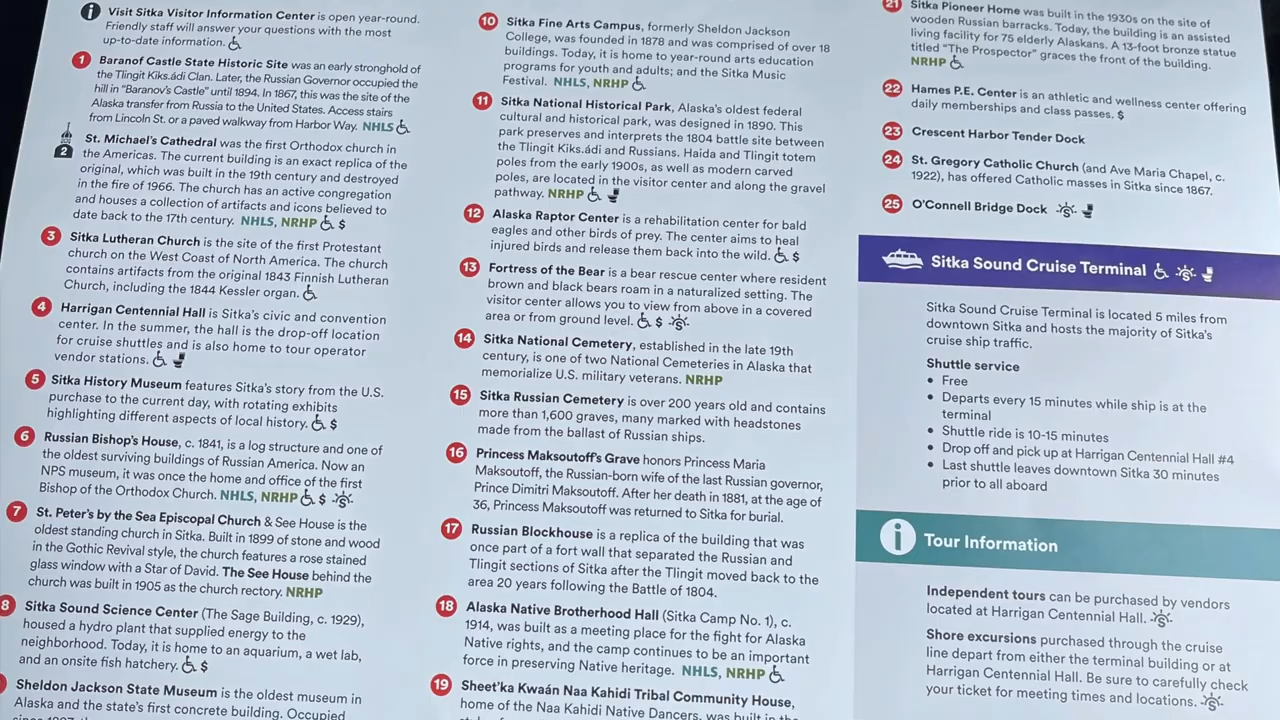 Visit Sitka Visitor Information Center is open year-round.
Friendly staff will answer your questions with the most
up-to-date information.
1 Baranof Castle State Historic Site was an early stronghold of
the Tlingit Kiks.ádi Clan. Later, the Russian Governor occupied the
hill in “Baranov’s Castle” until 1894. In 1867, this was the site of the
Alaska transfer from Russia to the United States. Access stairs
from Lincoln St. or a paved walkway from Harbor Way. NHLS
2 St. Michael’s Cathedral was the first Orthodox church in
the Americas. The current building is an exact replica of the
original, which was built in the 19th century and destroyed
in the fire of 1966. The church has an active congregation
and houses a collection of artifacts and icons believed to
date back to the 17th century. NHLS, NRHP $
3 Sitka Lutheran Church is the site of the first Protestant
church on the West Coast of North America. The church
contains artifacts from the original 1843 Finnish Lutheran
Church, including the 1844 Kessler organ.
4 Harrigan Centennial Hall is Sitka’s civic and convention
center. In the summer, the hall is the drop-off location
for cruise shuttles and is also home to tour operator
vendor stations.
5 Sitka History Museum features Sitka’s story from the U.S.
purchase to the current day, with rotating exhibits
highlighting different aspects of local history. $
6 Russian Bishop’s House, c. 1841, is a log structure and one of
the oldest surviving buildings of Russian America. Now an
NPS museum, it was once the home and office of the first
Bishop of the Orthodox Church. NHLS, NRHP $ S
7 St. Peter’s by the Sea Episcopal Church & See House is the
oldest standing church in Sitka. Built in 1899 of stone and wood
in the Gothic Revival style, the church features a rose stained
glass window with a Star of David. The See House behind the
church was built in 1905 as the church rectory. NRHP
8 Sitka Sound Science Center (The Sage Building, c. 1929),
housed a hydro plant that supplied energy to the
neighborhood. Today, it is home to an aquarium, a wet lab,
and an onsite fish hatchery. $
Sheldon Jackson State Museum is the oldest museum in
Alaska and the state’s first concrete building. Occupied
10 Sitka Fine Arts Campus, formerly Sheldon Jackson
College, was founded in 1878 and was comprised of over 18
buildings. Today, it is home to year-round arts education
programs for youth and adults; and the Sitka Music
Festival. NHLS, NRHP
11 Sitka National Historical Park, Alaska’s oldest federal
cultural and historical park, was designed in 1890. This
park preserves and interprets the 1804 battle site between
the Tlingit Kiks.ádi and Russians. Haida and Tlingit totem
poles from the early 1900s, as well as modern carved
poles, are located in the visitor center and along the gravel
pathway. NRHP
12 Alaska Raptor Center is a rehabilitation center for bald
eagles and other birds of prey. The center aims to heal
injured birds and release them back into the wild. $
13 Fortress of the Bear is a bear rescue center where resident
brown and black bears roam in a naturalized setting. The
visitor center allows you to view from above in a covered
area or from ground level. $ S
14 Sitka National Cemetery, established in the late 19th
century, is one of two National Cemeteries in Alaska that
memorialize U.S. military veterans. NRHP
15 Sitka Russian Cemetery is over 200 years old and contains
more than 1,600 graves, many marked with headstones
made from the ballast of Russian ships.
16 Princess Maksoutoff’s Grave honors Princess Maria
Maksoutoff, the Russian-born wife of the last Russian governor,
Prince Dimitri Maksoutoff. After her death in 1881, at the age of
36, Princess Maksoutoff was returned to Sitka for burial.
17 Russian Blockhouse is a replica of the building that was
once part of a fort wall that separated the Russian and
Tlingit sections of Sitka after the Tlingit moved back to the
area 20 years following the Battle of 1804.
18 Alaska Native Brotherhood Hall (Sitka Camp No. 1), c.
1914, was built as a meeting place for the fight for Alaska
Native rights, and the camp continues to be an important
force in preserving Native heritage. NHLS, NRHP
19 Sheet’ka Kwaán Naa Kahidi Tribal Community House,
home of the Naa Kahidi Native Dancers, was built in the
21 Sitka Pioneer Home was built in the 1930s on the site of
wooden Russian barracks. Today, the building is an assisted
living facility for 75 elderly Alaskans. A 13-foot bronze statue
titled “The Prospector” graces the front of the building.
NRHP
22 Hames P.E. Center is an athletic and wellness center offering
daily memberships and class passes. $
23 Crescent Harbor Tender Dock
24 St. Gregory Catholic Church (and Ave Maria Chapel, c.
1922), has offered Catholic masses in Sitka since 1867.
25 O’Connell Bridge Dock S
Sitka Sound Cruise Terminal S
Sitka Sound Cruise Terminal is located 5 miles from
downtown Sitka and hosts the majority of Sitka’s
cruise ship traffic.
Shuttle service
• Free
• Departs every 15 minutes while ship is at the
terminal
• Shuttle ride is 10-15 minutes
• Drop off and pick up at Harrigan Centennial Hall #4
• Last shuttle leaves downtown Sitka 30 minutes
prior to all aboard
i Tour Information
Independent tours can be purchased by vendors
located at Harrigan Centennial Hall. S
Shore excursions purchased through the cruise
line depart from either the terminal building or at
Harrigan Centennial Hall. Be sure to carefully check
your ticket for meeting times and locations. S